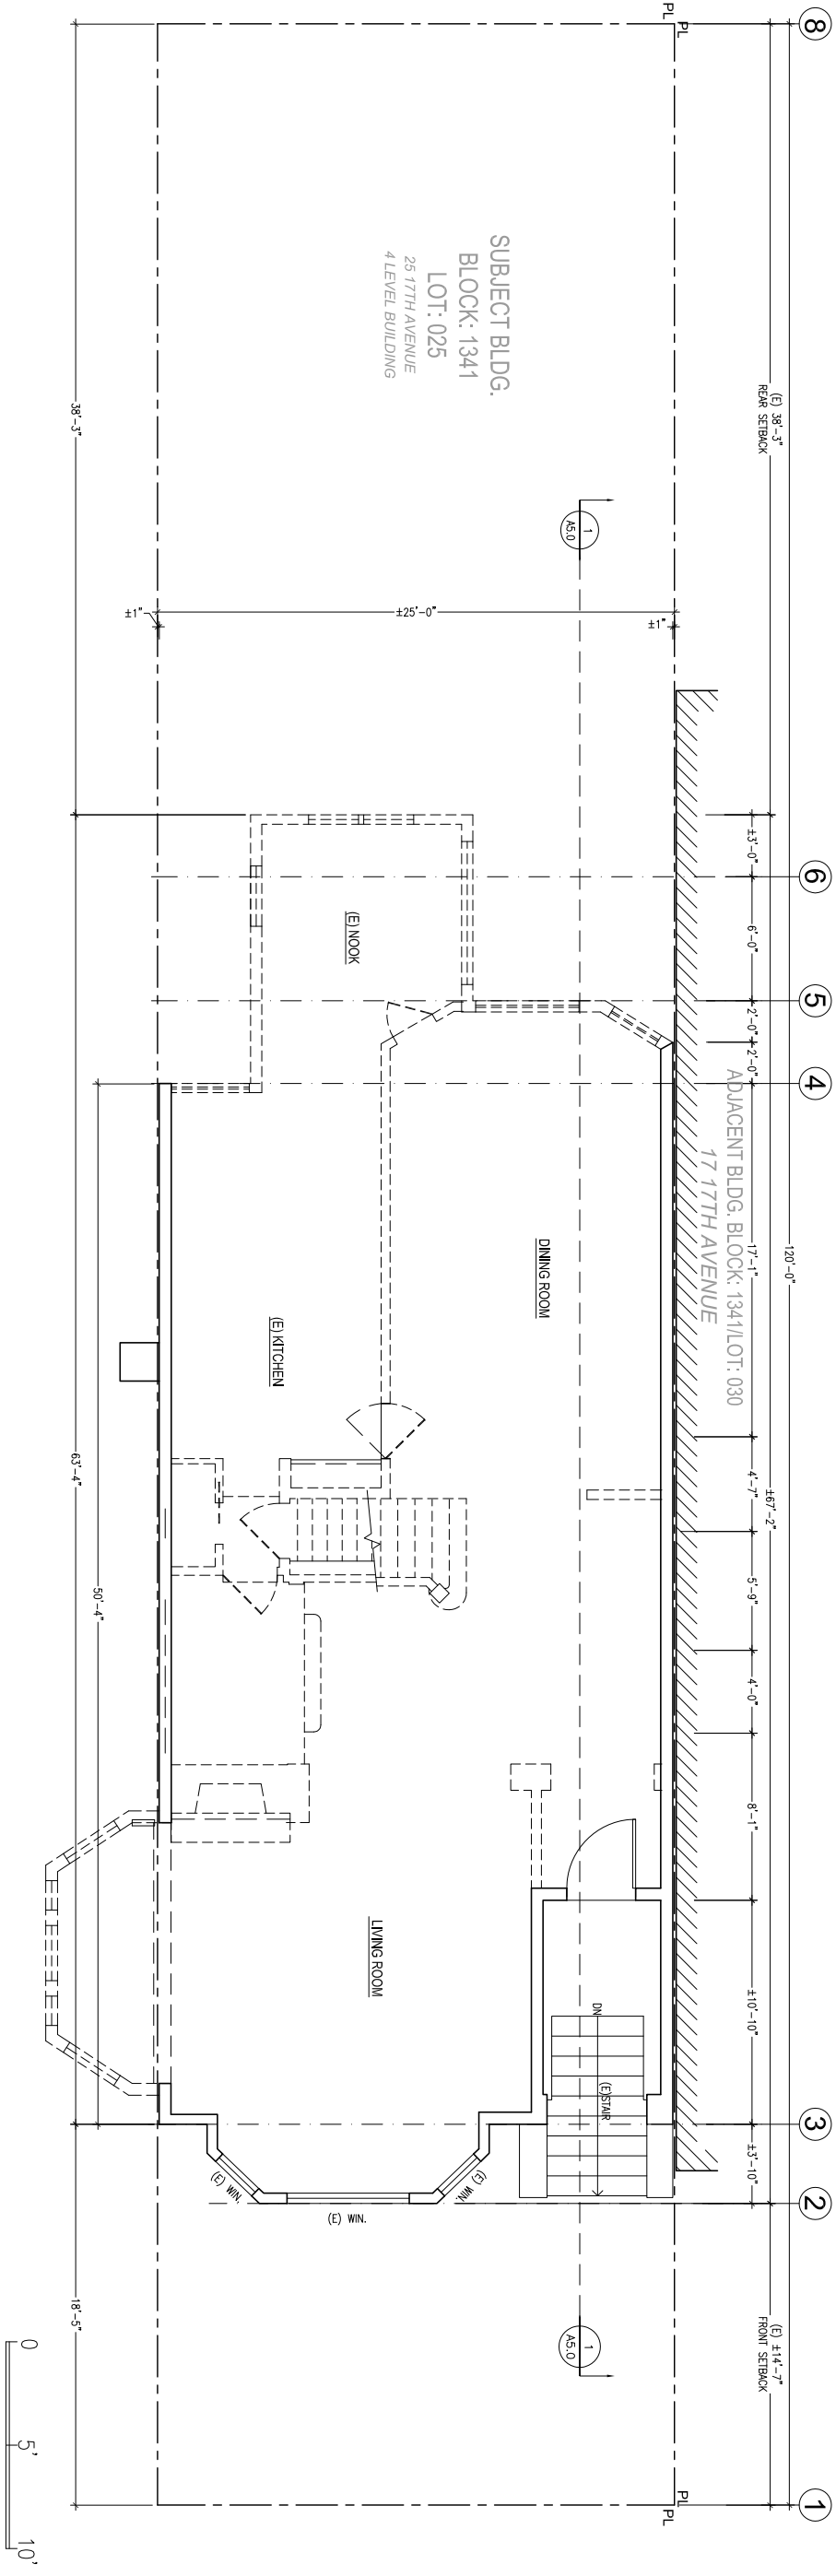 8
PL
PL
120'-0"
(E) 38'-3"
REAR SETBACK
±67'-2"
(E) ±14'-7"
FRONT SETBACK
±3'-0"
6'-0"
2'-0"
2'-0"
17'-1"
4'-7"
5'-9"
4'-0"
8'-1"
±10'-10"
±3'-10"
6
5
4
3
2
1
PL
PL
ADJACENT BLDG. BLOCK: 1341/LOT: 030
17 17TH AVENUE
SUBJECT BLDG.
BLOCK: 1341
LOT: 025
25 17TH AVENUE
4 LEVEL BUILDING
1
A5.0
1
A5.0
±1"
±25'-0"
±1"
(E) NOOK
DINING ROOM
(E) KITCHEN
LIVING ROOM
DN
(E)STAIR
(E) WIN.
(E) WIN.
(E) WIN.
50'-4"
38'-3"
63'-4"
18'-5"
0
5'
10'